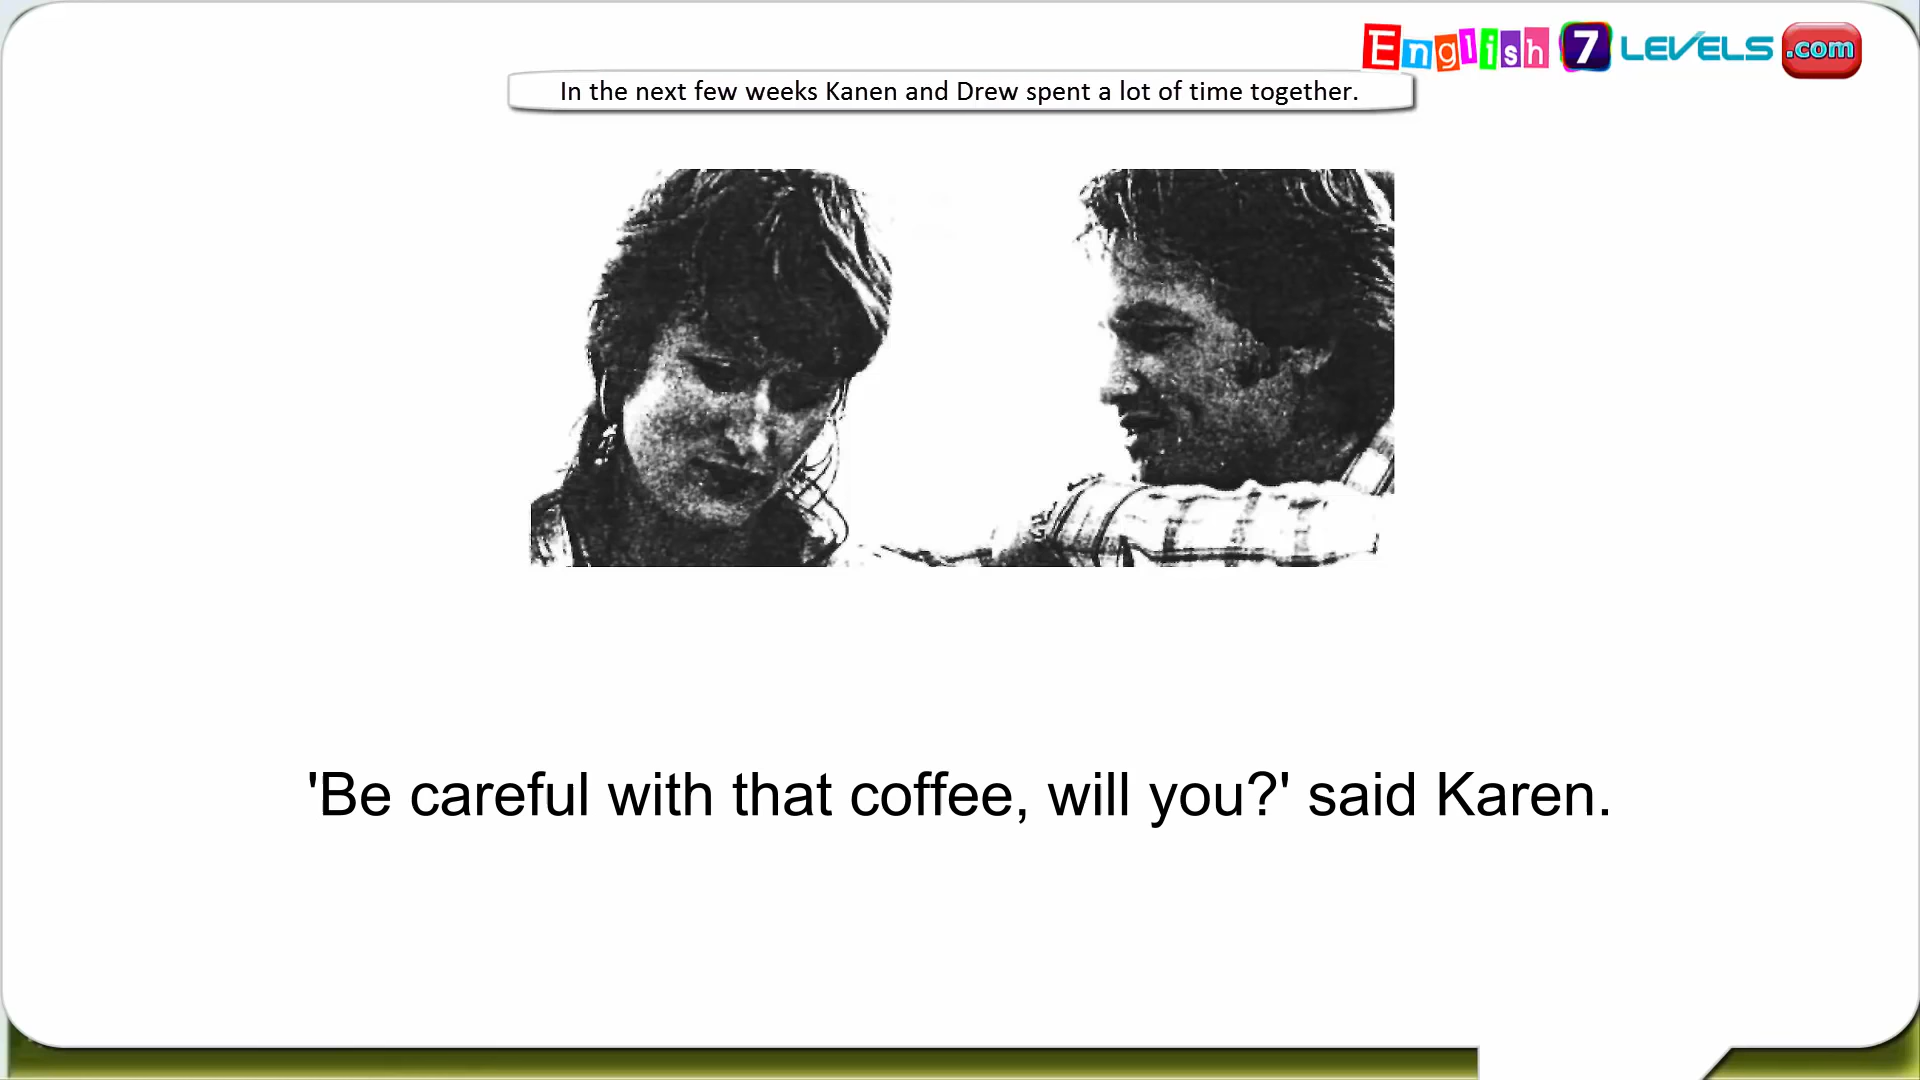 English 7 LEVELS .com
In the next few weeks Kanen and Drew spent a lot of time together.
'Be careful with that coffee, will you?' said Karen.